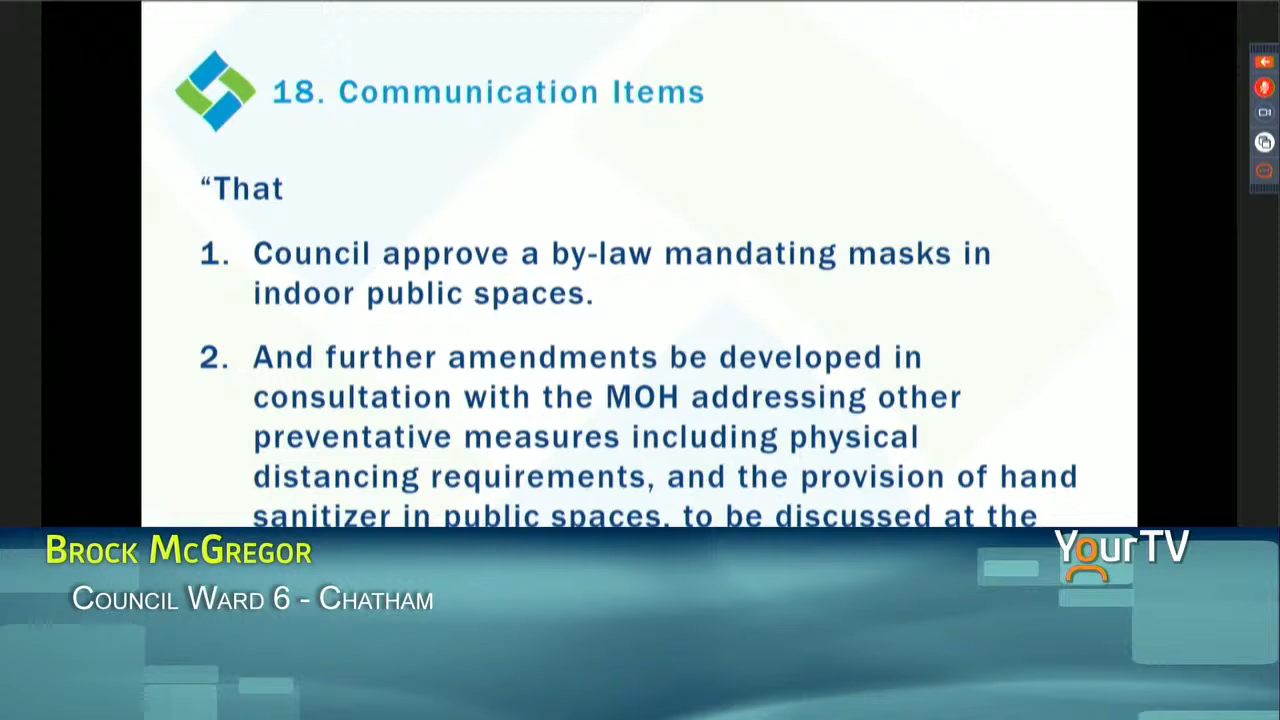 18. Communication Items
“That
1. Council approve a by-law mandating masks in
indoor public spaces.
2. And further amendments be developed in
consultation with the MOH addressing other
preventative measures including physical
distancing requirements, and the provision of hand
sanitizer in public spaces, to be discussed at the
BROCK MCGREGOR
COUNCIL WARD 6 - CHATHAM
YourTV